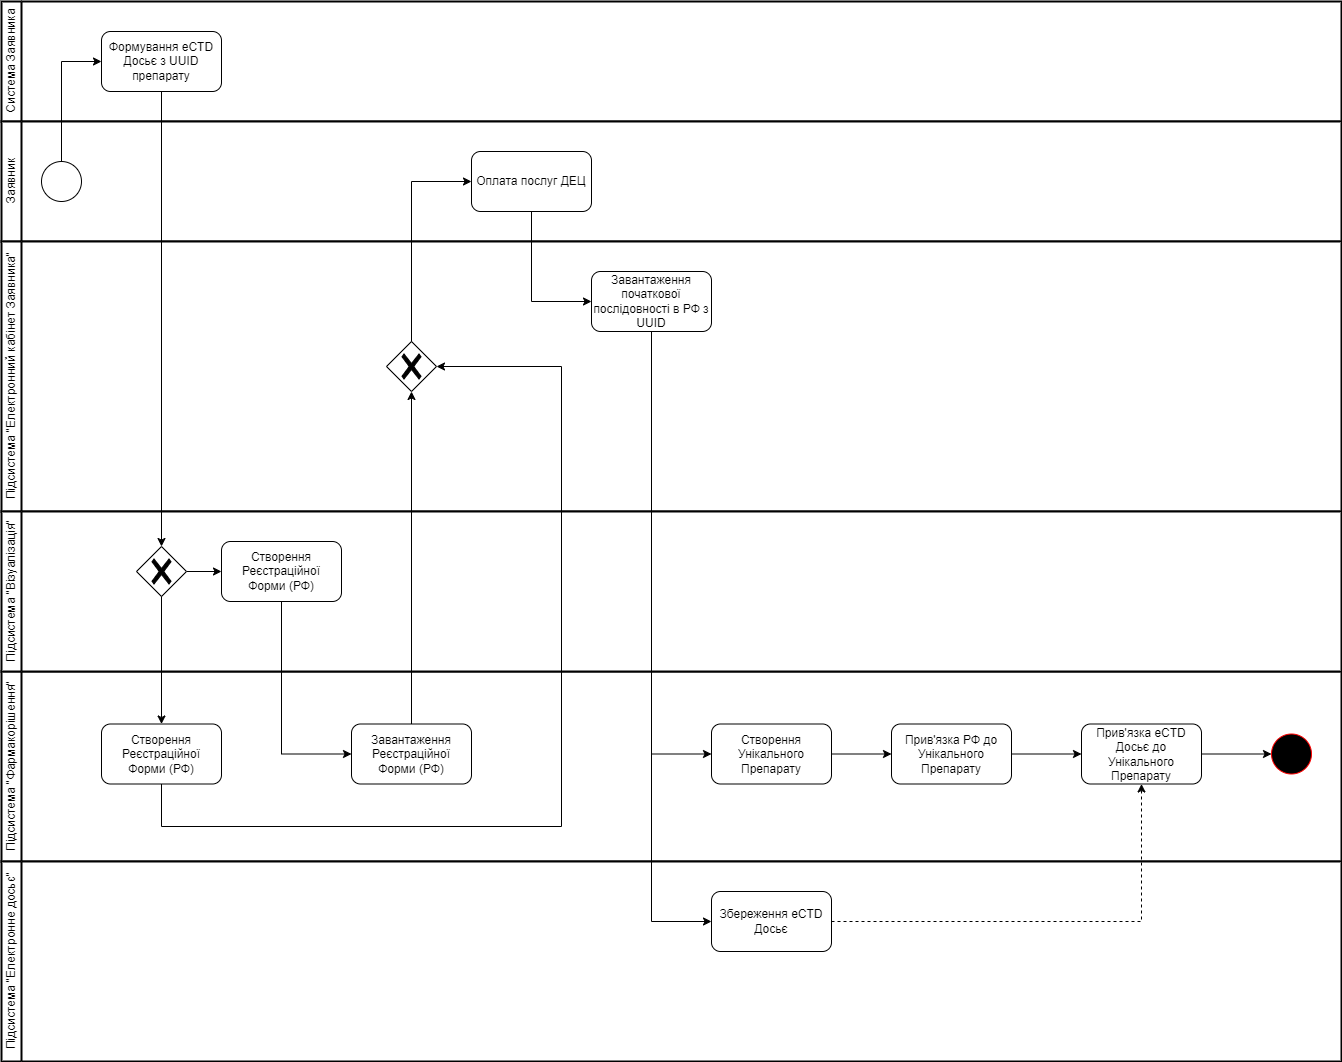 Система Заявника
Формування eCTD
Досьє з UUID
препарату
Заявник
Оплата послуг ДЕЦ
Підсистема "Електронний кабінет Заявника"
Завантаження
початкової
послідовності в РФ з
UUID
Підсистема "Візуалізація"
Створення
Реєстраційної
Форми (РФ)
Підсистема "Фармакорішення"
Створення
Реєстраційної
Форми (РФ)
Завантаження
Реєстраційної
Форми (РФ)
Створення
Унікального
Препарату
Прив'язка РФ до
Унікального
Препарату
Прив'язка eCTD
Досьє до
Унікального
Препарату
Підсистема "Електронне досьє"
Збереження eCTD
Досьє